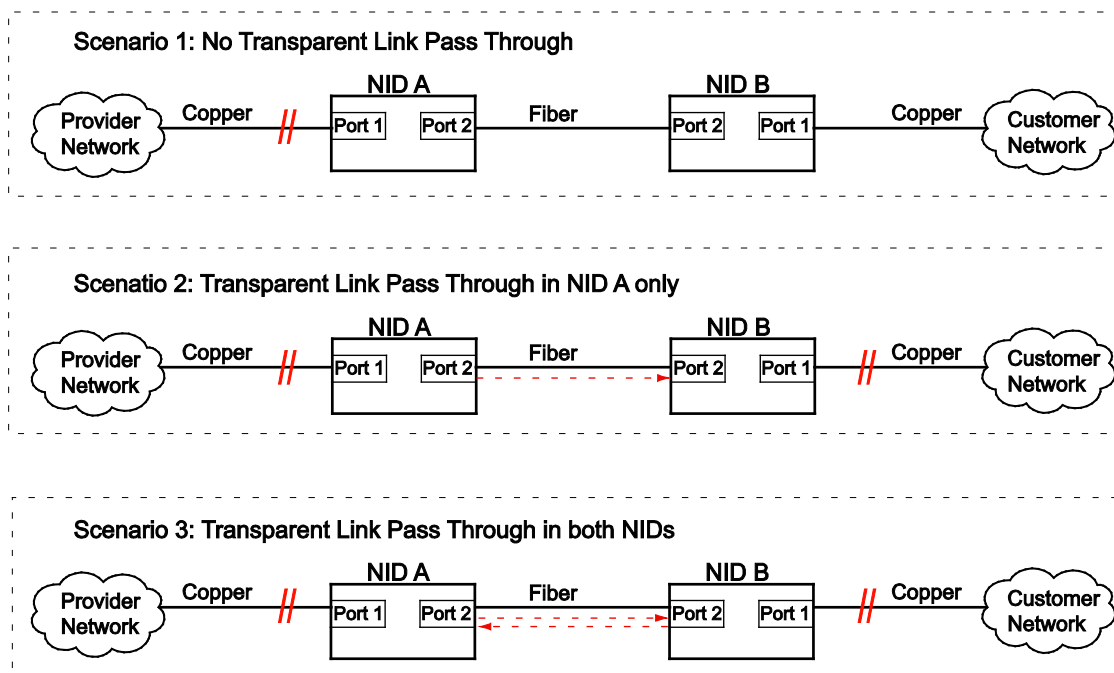 Scenario 1: No Transparent Link Pass Through
NID A
NID B
Provider
Network
Copper
Port 1
Port 2
Fiber
Port 2
Port 1
Copper
Customer
Network
Scenatio 2: Transparent Link Pass Through in NID A only
NID A
NID B
Provider
Network
Copper
Port 1
Port 2
Fiber
Port 2
Port 1
Copper
Customer
Network
Scenario 3: Transparent Link Pass Through in both NIDs
NID A
NID B
Provider
Network
Copper
Port 1
Port 2
Fiber
Port 2
Port 1
Copper
Customer
Network